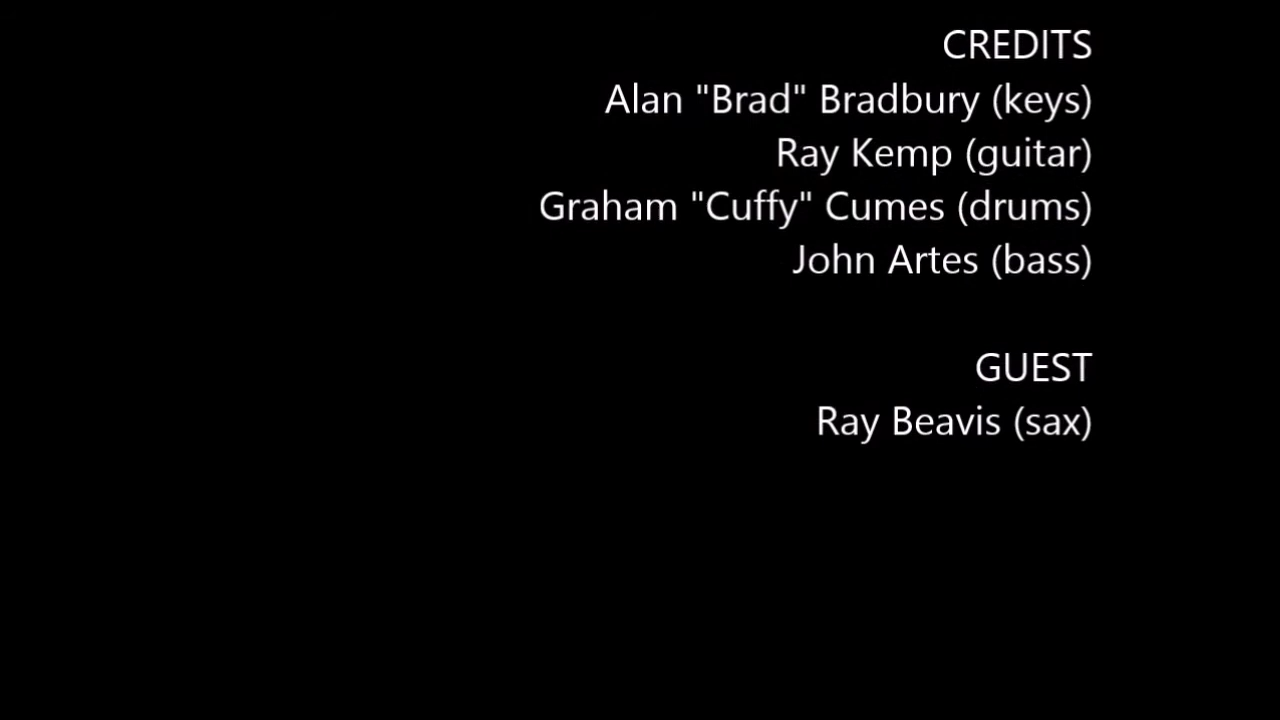 CREDITS
Alan "Brad" Bradbury (keys)
Ray Kemp (guitar)
Graham "Cuffy" Cumes (drums)
John Artes (bass)
GUEST
Ray Beavis (sax)